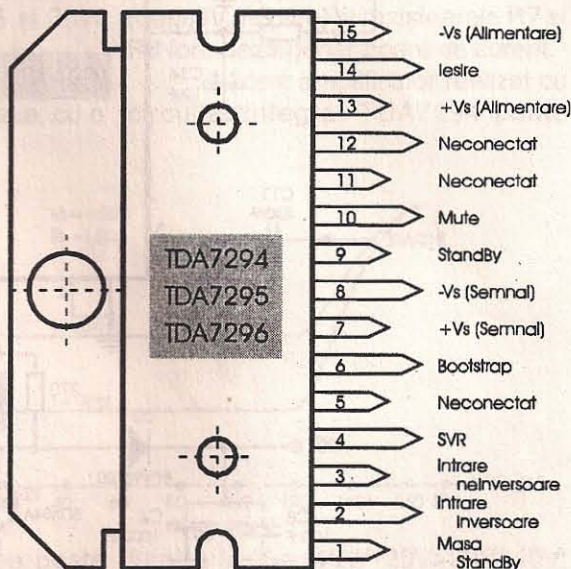 15 -Vs (Alimentare)
14 Iesire
13 +Vs (Alimentare)
12 Neconectat
11 Neconectat
10 Mute
9 StandBy
8 -Vs (Semnal)
7 +Vs (Semnal)
6 Bootstrap
5 Neconectat
4 SVR
3 Intrare
neInversoare
2 Intrare
Inversoare
1 Masa
StandBy
TDA7294
TDA7295
TDA7296